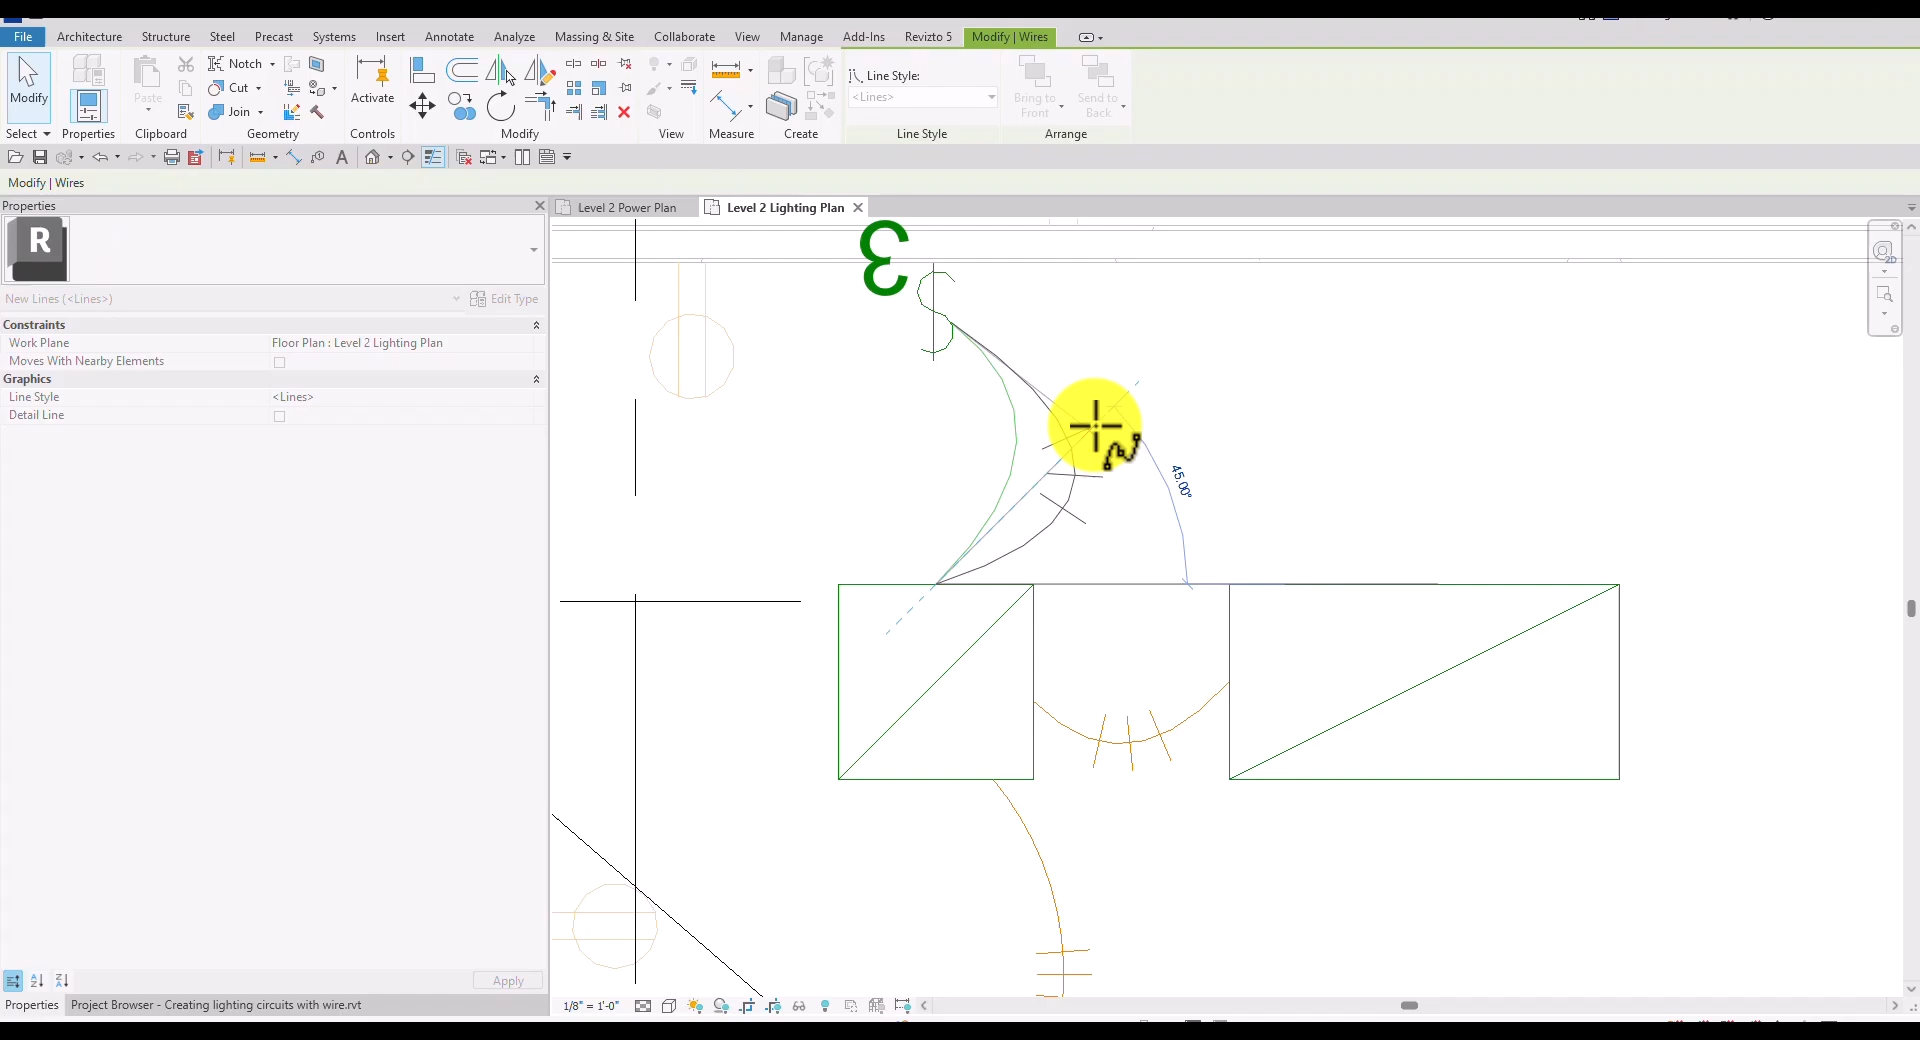 File Architecture Structure Steel Precast Systems Insert Annotate Analyze Massing & Site Collaborate View Manage Add-Ins Revizto 5 Modify | Wires
Notch
Line Style:
Modify
Paste
Cut
Activate
<Lines>
Bring to Front
Send to Back
Join
Select Properties Clipboard Geometry Controls Modify View Measure Create Line Style Arrange
Modify | Wires
Properties
Level 2 Power Plan
Level 2 Lighting Plan
R
New Lines (<Lines>)
Edit Type
Constraints
Work Plane Floor Plan : Level 2 Lighting Plan
Moves With Nearby Elements
Graphics
Line Style <Lines>
Detail Line
3
$
2D
45.00°
Apply
Properties Project Browser - Creating lighting circuits with wire.rvt
1/8" = 1'-0"